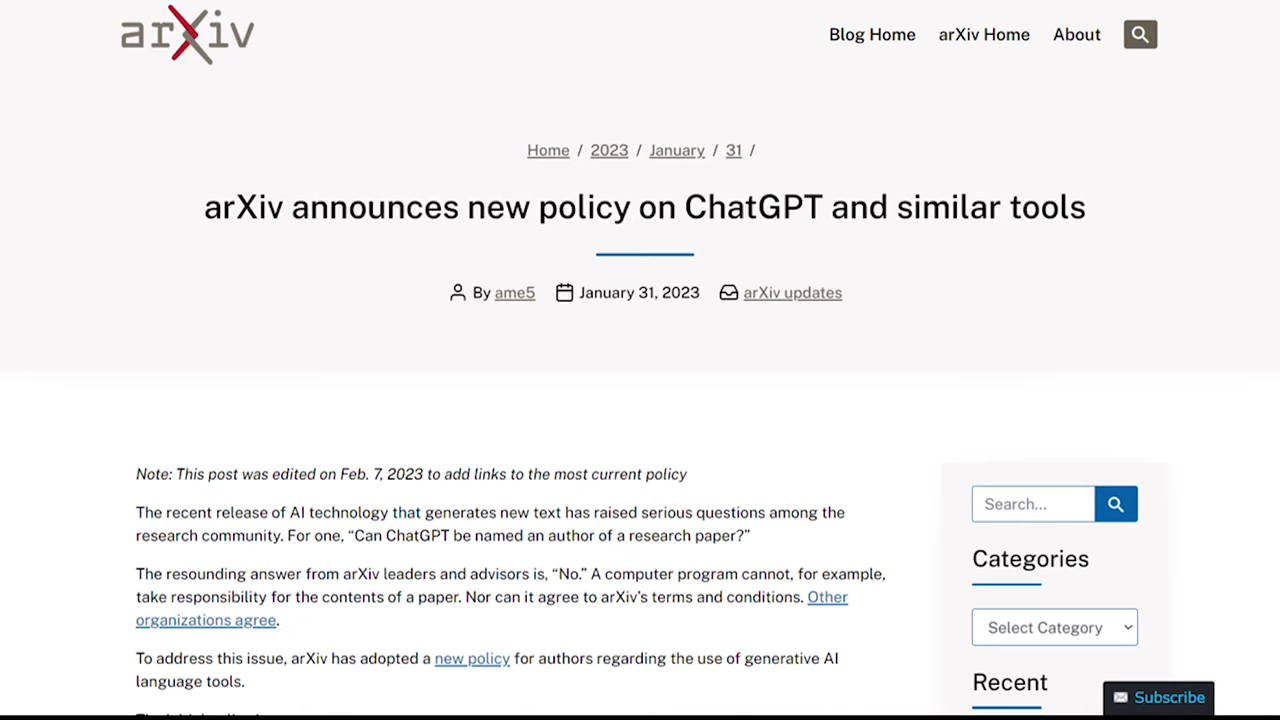 arXiv
Blog Home arXiv Home About
Home / 2023 / January / 31 /
arXiv announces new policy on ChatGPT and similar tools
By ame5 January 31, 2023 arXiv updates
Note: This post was edited on Feb. 7, 2023 to add links to the most current policy
The recent release of AI technology that generates new text has raised serious questions among the
research community. For one, “Can ChatGPT be named an author of a research paper?”
The resounding answer from arXiv leaders and advisors is, “No.” A computer program cannot, for example,
take responsibility for the contents of a paper. Nor can it agree to arXiv’s terms and conditions. Other
organizations agree.
To address this issue, arXiv has adopted a new policy for authors regarding the use of generative AI
language tools.
Search...
Categories
Select Category
Recent
Subscribe